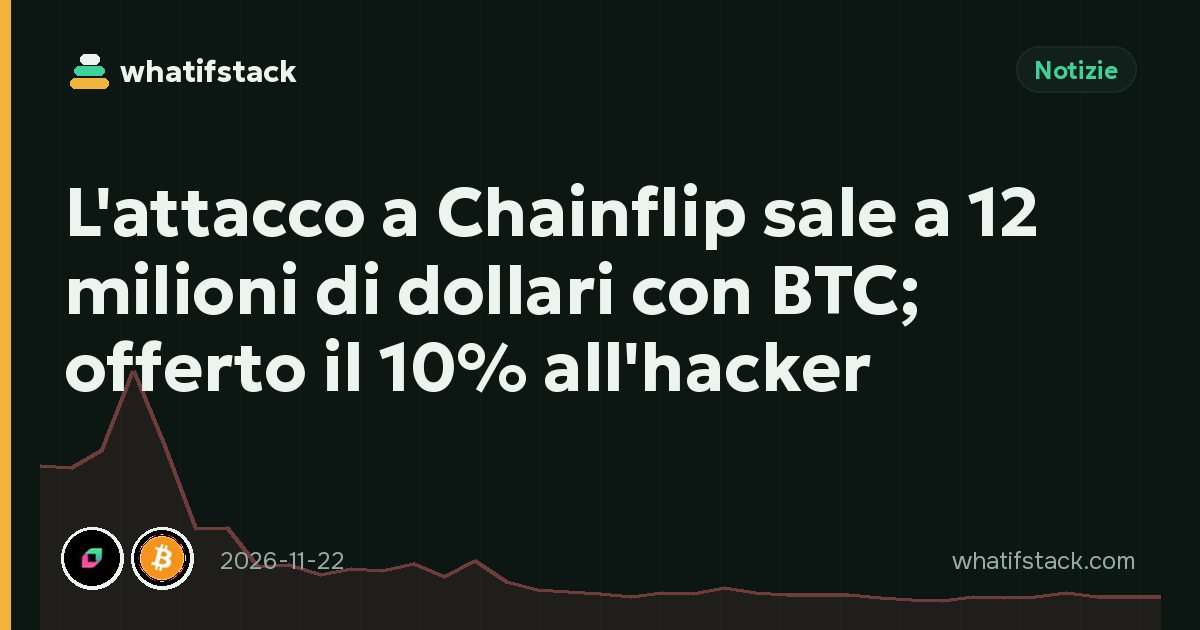 whatifstack
Notizie
L'attacco a Chainflip sale a 12
milioni di dollari con BTC;
offerto il 10% all'hacker
2026-11-22
whatifstack.com